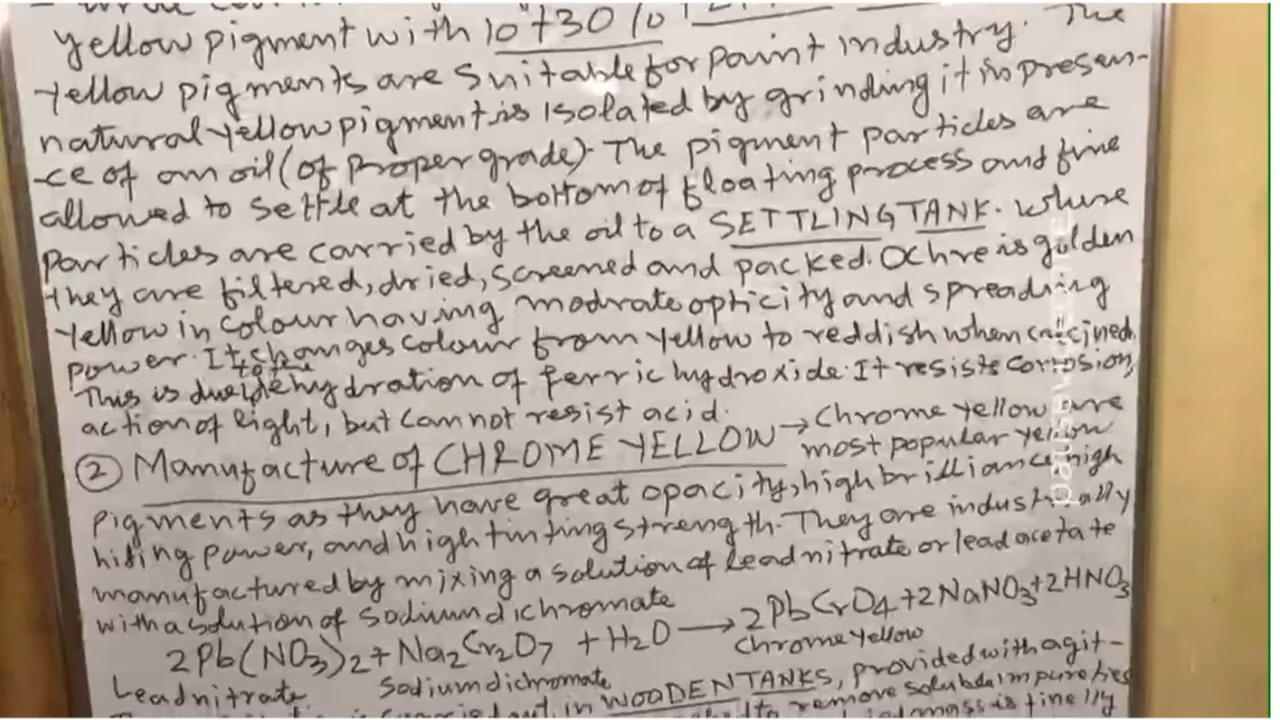 yellow pigment with 10 to 30%
yellow pigments are suitable for paint industry. The
natural yellow pigment is isolated by grinding it in presen-
-ce of an oil (of proper grade). The pigment particles are
allowed to settle at the bottom of floating process and fine
particles are carried by the oil to a SETTLING TANK. Where
they are filtered, dried, screened and packed. Ochre is golden
yellow in colour having modrate opticity and spreading
power. It changes colour from yellow to reddish when calcined.
This is due to the dehydration of ferric hydroxide. It resists corrosion,
action of light, but cannot resist acid.
② Manufacture of CHROME YELLOW → Chrome yellow are
most popular yellow
pigments as they have great opacity, high brilliance, high
hiding power, and high tinting strength. They are industrially
manufactured by mixing a solution of lead nitrate or lead acetate
with a solution of sodium dichromate
2Pb(NO3)2 + Na2Cr2O7 + H2O → 2PbCrO4 + 2NaNO3 + 2HNO3
Lead nitrate Sodium dichromate Chrome yellow
out in WOODEN TANKS, provided with agit-
to remove soluble impurities
mass is finely